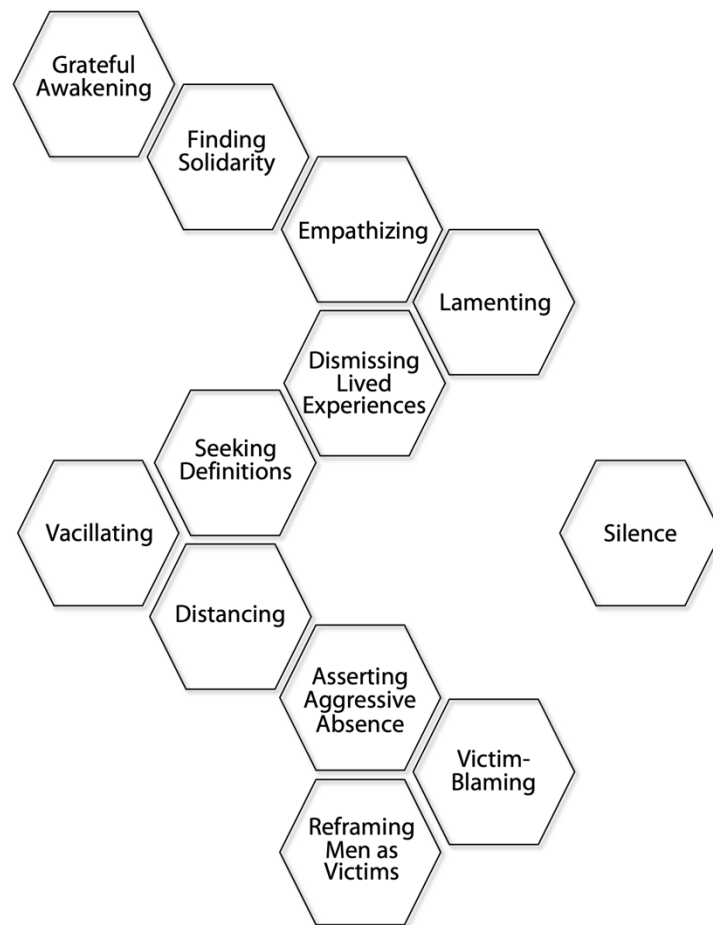 Grateful
Awakening
Finding
Solidarity
Empathizing
Lamenting
Dismissing
Lived
Experiences
Seeking
Definitions
Vacillating
Silence
Distancing
Asserting
Aggressive
Absence
Victim-
Blaming
Reframing
Men as
Victims